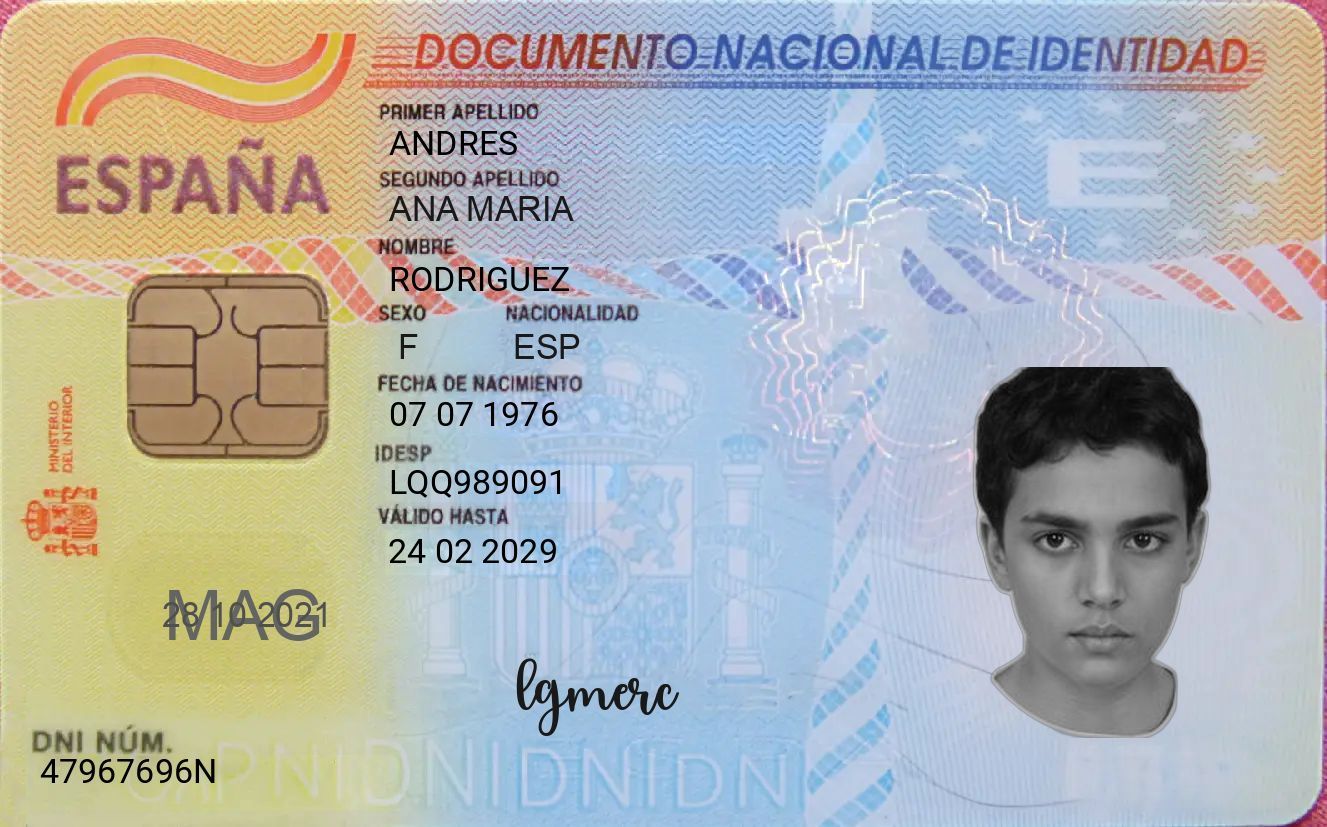 DOCUMENTO NACIONAL DE IDENTIDAD
ESPAÑA
PRIMER APELLIDO
ANDRES
SEGUNDO APELLIDO
ANA MARIA
NOMBRE
RODRIGUEZ
SEXO NACIONALIDAD
F ESP
FECHA DE NACIMIENTO
07 07 1976
IDESP
LQQ989091
VÁLIDO HASTA
24 02 2029
MINISTERIO
DEL INTERIOR
E
28 10 2021
MAG
lgmerc
DNI NÚM.
47967696N
DNIDNIDNIDN